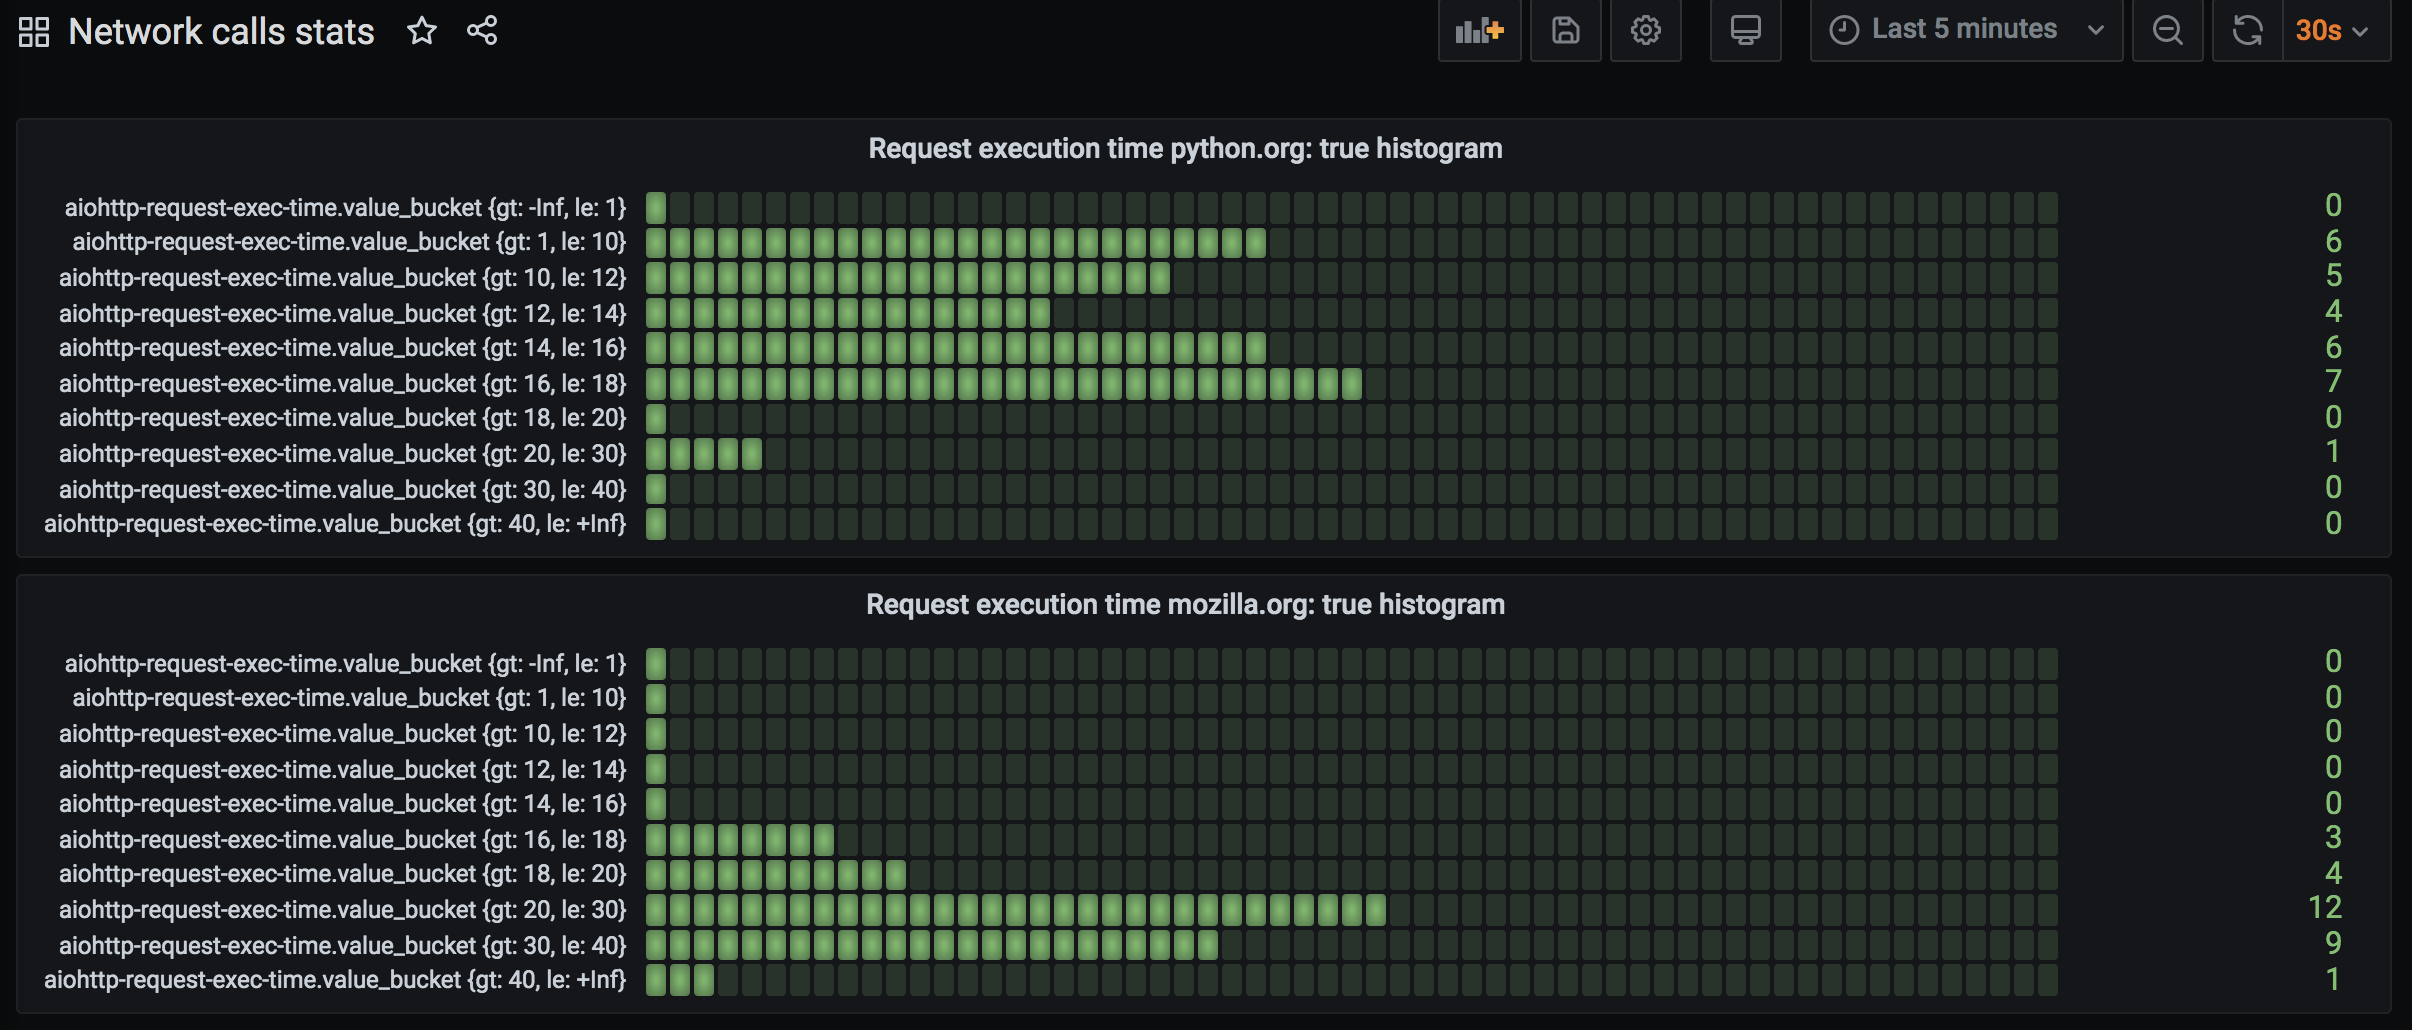 Network calls stats
Last 5 minutes
30s
Request execution time python.org: true histogram
aiohttp-request-exec-time.value_bucket {gt: -Inf, le: 1} 0
aiohttp-request-exec-time.value_bucket {gt: 1, le: 10} 6
aiohttp-request-exec-time.value_bucket {gt: 10, le: 12} 5
aiohttp-request-exec-time.value_bucket {gt: 12, le: 14} 4
aiohttp-request-exec-time.value_bucket {gt: 14, le: 16} 6
aiohttp-request-exec-time.value_bucket {gt: 16, le: 18} 7
aiohttp-request-exec-time.value_bucket {gt: 18, le: 20} 0
aiohttp-request-exec-time.value_bucket {gt: 20, le: 30} 1
aiohttp-request-exec-time.value_bucket {gt: 30, le: 40} 0
aiohttp-request-exec-time.value_bucket {gt: 40, le: +Inf} 0
Request execution time mozilla.org: true histogram
aiohttp-request-exec-time.value_bucket {gt: -Inf, le: 1} 0
aiohttp-request-exec-time.value_bucket {gt: 1, le: 10} 0
aiohttp-request-exec-time.value_bucket {gt: 10, le: 12} 0
aiohttp-request-exec-time.value_bucket {gt: 12, le: 14} 0
aiohttp-request-exec-time.value_bucket {gt: 14, le: 16} 0
aiohttp-request-exec-time.value_bucket {gt: 16, le: 18} 3
aiohttp-request-exec-time.value_bucket {gt: 18, le: 20} 4
aiohttp-request-exec-time.value_bucket {gt: 20, le: 30} 12
aiohttp-request-exec-time.value_bucket {gt: 30, le: 40} 9
aiohttp-request-exec-time.value_bucket {gt: 40, le: +Inf} 1